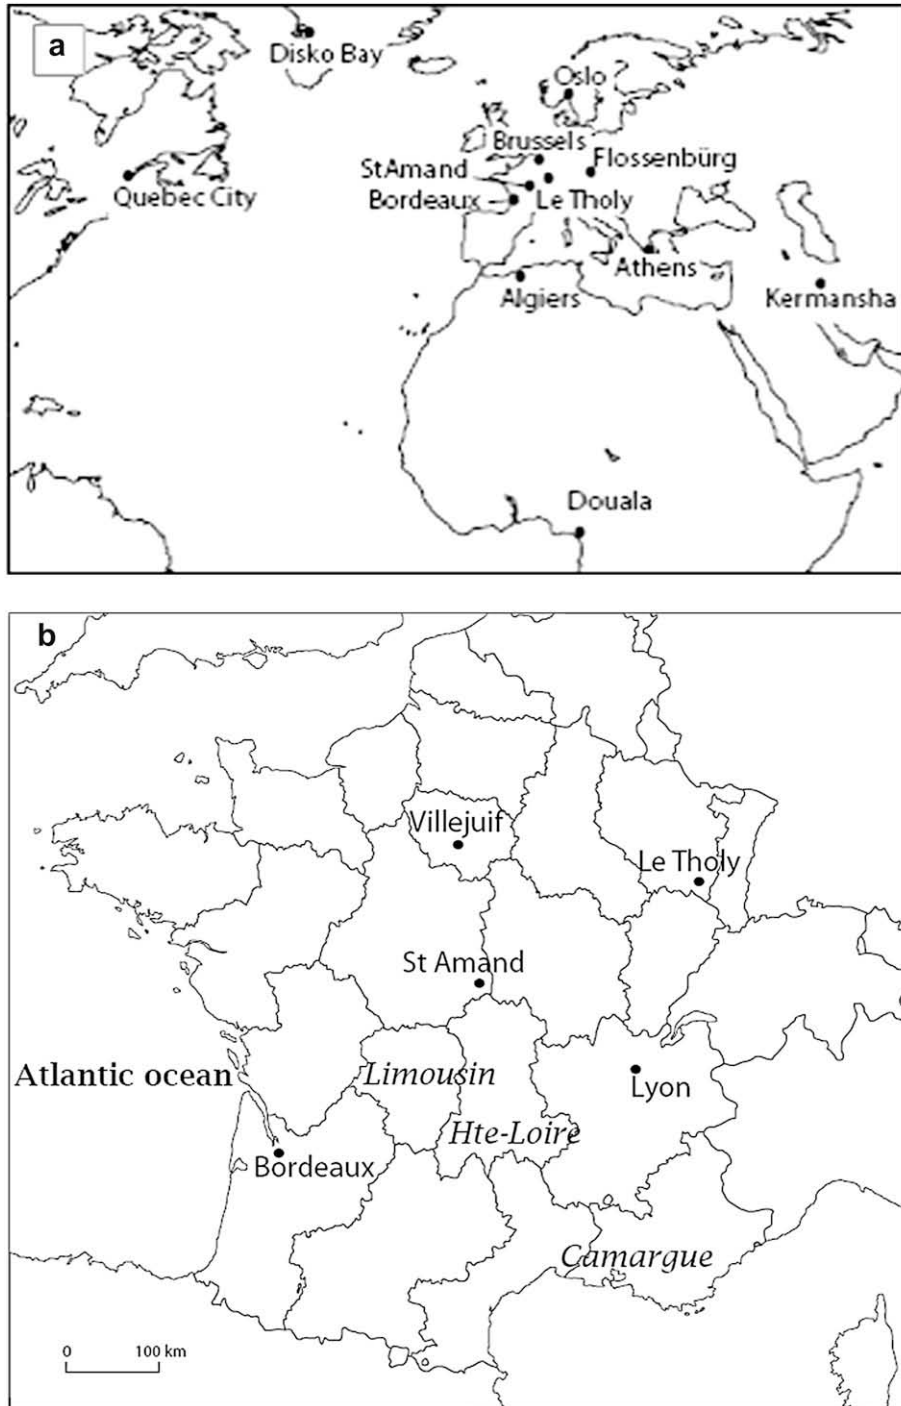 a
Disko Bay
Oslo
Brussels
Flossenbürg
St Amand
Quebec City
Bordeaux
Le Tholy
Athens
Algiers
Kermansha
Douala
b
Villejuif
Le Tholy
St Amand
Atlantic ocean
Limousin
Lyon
Hte-Loire
Bordeaux
Camargue
0 100 km